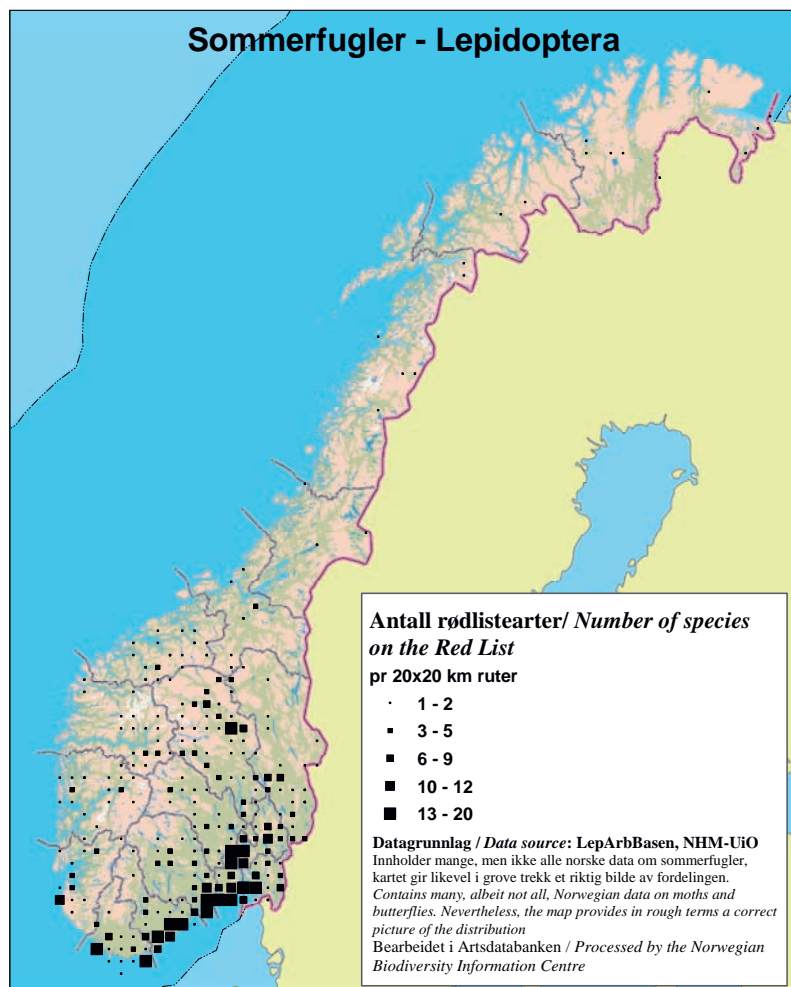 Sommerfugler - Lepidoptera
Antall rødlistearter/ Number of species
on the Red List
pr 20x20 km ruter
1 - 2
3 - 5
6 - 9
10 - 12
13 - 20
Datagrunnlag / Data source: LepArbBasen, NHM-UiO
Innholder mange, men ikke alle norske data om sommerfugler,
kartet gir likevel i grove trekk et riktig bilde av fordelingen.
Contains many, albeit not all, Norwegian data on moths and
butterflies. Nevertheless, the map provides in rough terms a correct
picture of the distribution
Bearbeidet i Artsdatabanken / Processed by the Norwegian
Biodiversity Information Centre